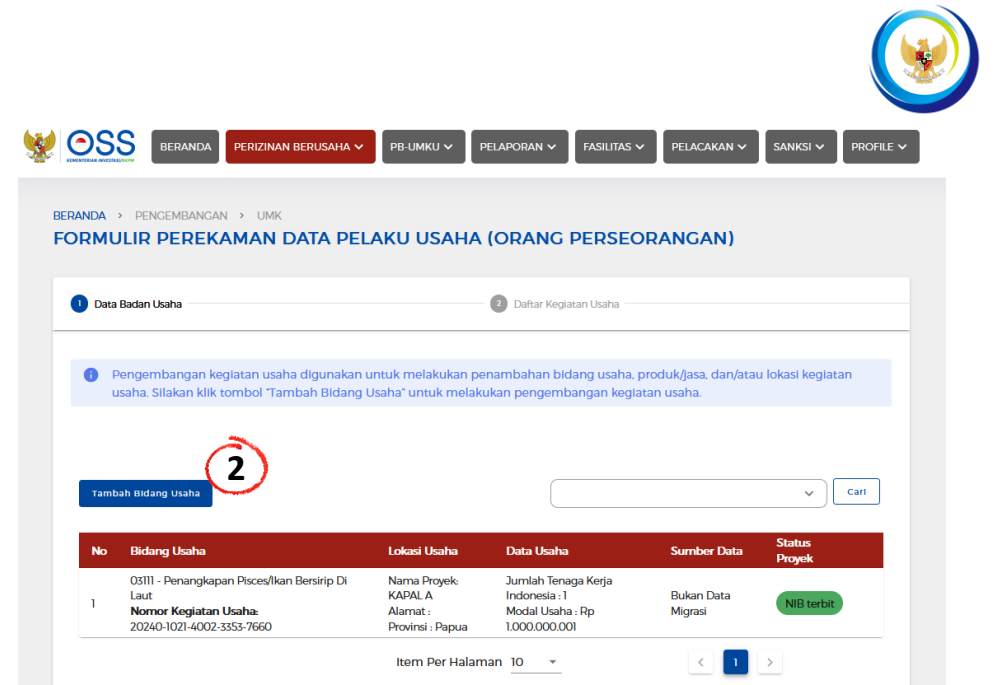 OSS
KEMENTERIAN INVESTASI/BKPM
BERANDA
PERIZINAN BERUSAHA
PB-UMKU
PELAPORAN
FASILITAS
PELACAKAN
SANKSI
PROFILE
BERANDA > PENGEMBANGAN > UMK
FORMULIR PEREKAMAN DATA PELAKU USAHA (ORANG PERSEORANGAN)
1 Data Badan Usaha
2 Daftar Kegiatan Usaha
Pengembangan kegiatan usaha digunakan untuk melakukan penambahan bidang usaha, produk/jasa, dan/atau lokasi kegiatan
usaha. Silakan klik tombol "Tambah Bidang Usaha" untuk melakukan pengembangan kegiatan usaha.
2
Tambah Bidang Usaha
Cari
No
Bidang Usaha
Lokasi Usaha
Data Usaha
Sumber Data
Status
Proyek
1
03111 - Penangkapan Pisces/Ikan Bersirip Di
Laut
Nomor Kegiatan Usaha:
20240-1021-4002-3353-7660
Nama Proyek:
KAPAL A
Alamat :
Provinsi : Papua
Jumlah Tenaga Kerja
Indonesia : 1
Modal Usaha : Rp
1.000.000.001
Bukan Data
Migrasi
NIB terbit
Item Per Halaman 10
< 1 >